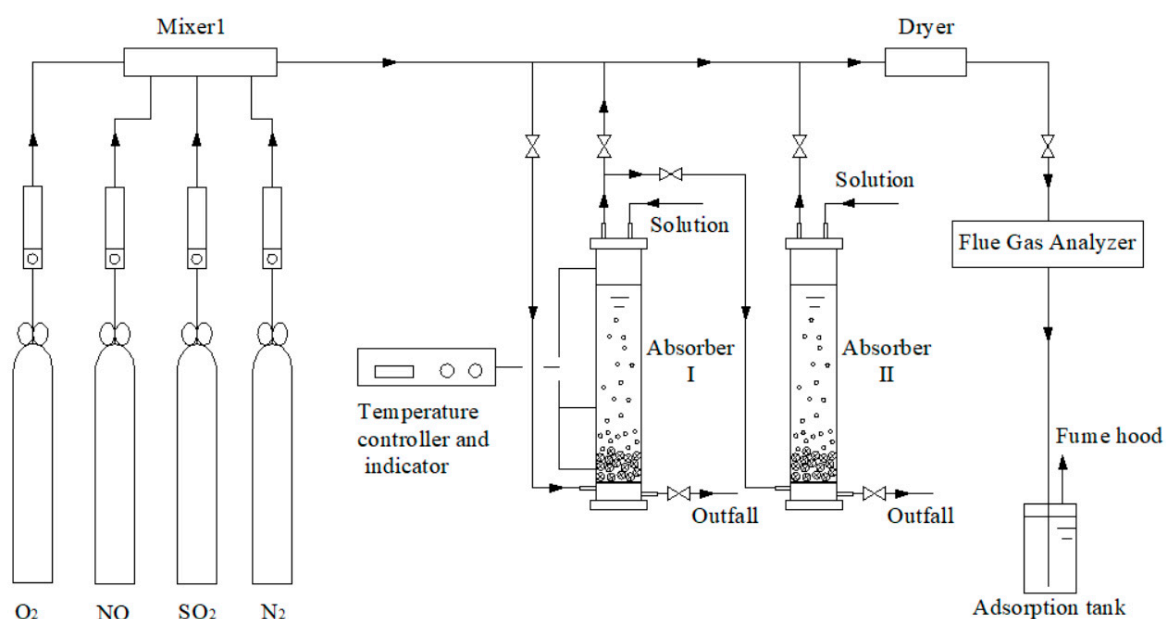 Mixer1
Dryer
Solution
Solution
Flue Gas Analyzer
Absorber
I
Absorber
II
Temperature
controller and
indicator
Fume hood
Outfall
Outfall
O₂
NO
SO₂
N₂
Adsorption tank